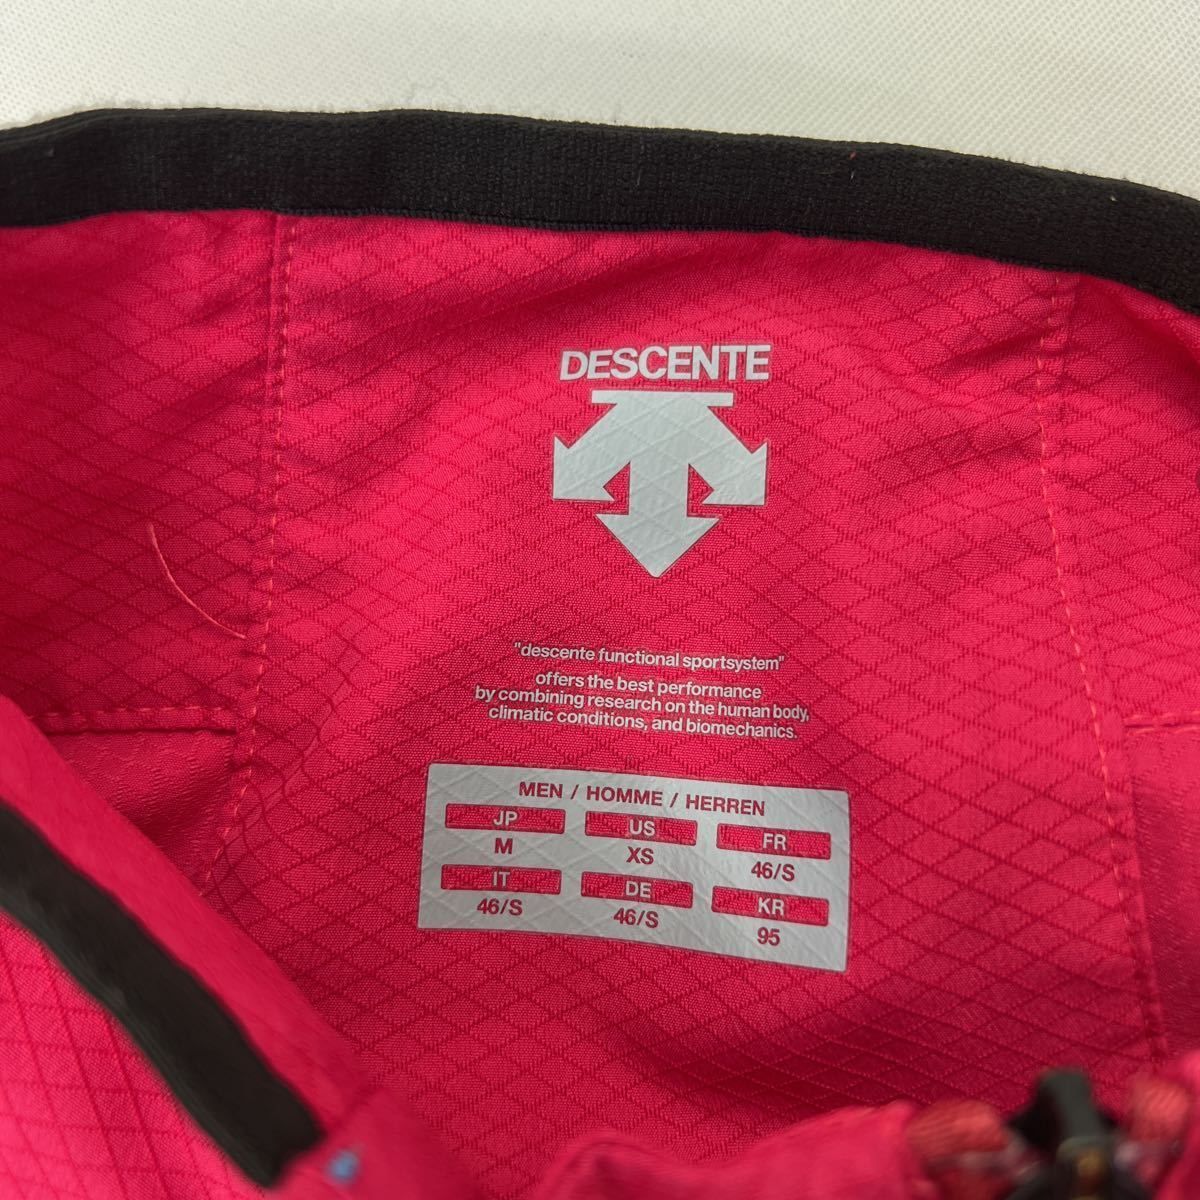 DESCENTE
"descente functional sportsystem"
offers the best performance
by combining research on the human body,
climatic conditions, and biomechanics.
MEN / HOMME / HERREN
JP US FR
M XS 46/S
IT DE KR
46/S 46/S 95